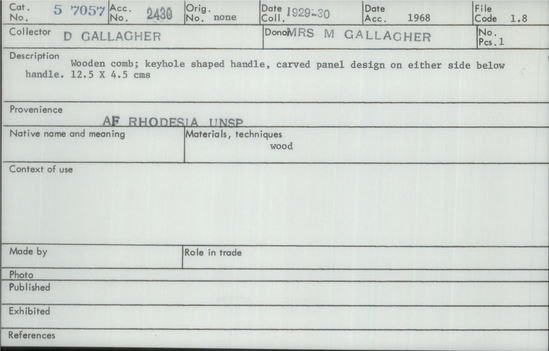 Cat. No. 5 7057 Acc. No. 2430 Orig. No. none Date Coll. 1929-30 Date Acc. 1968 File Code 1.8
Collector D GALLAGHER Donor MRS M GALLAGHER No. Pcs. 1
Description
Wooden comb; keyhole shaped handle, carved panel design on either side below
handle. 12.5 X 4.5 cms
Provenience
AF RHODESIA UNSP
Native name and meaning Materials, techniques
wood
Context of use
Made by Role in trade
Photo
Published
Exhibited
References